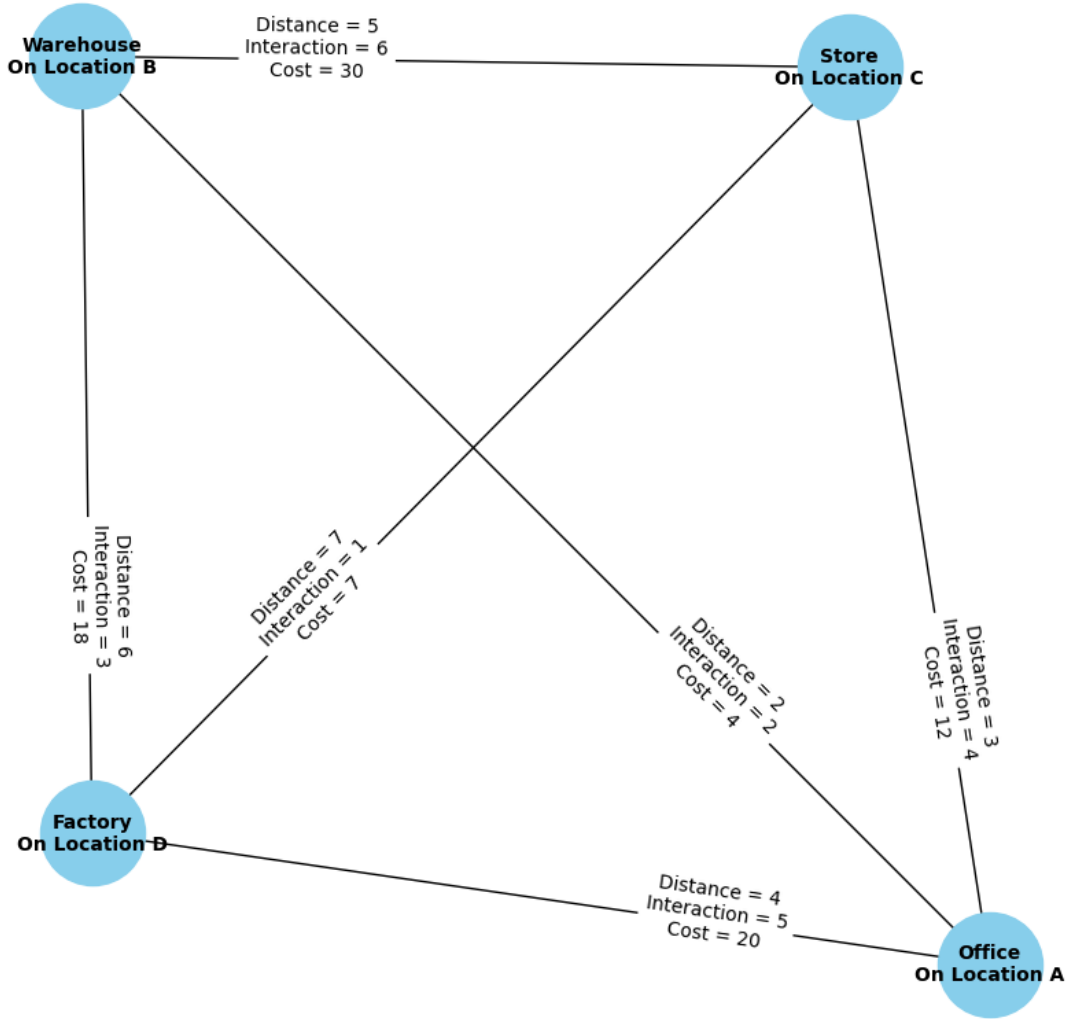 Distance = 5
Interaction = 6
Cost = 30
Warehouse
On Location B
Store
On Location C
Distance = 6
Interaction = 3
Cost = 18
Distance = 7
Interaction = 1
Cost = 7
Distance = 2
Interaction = 2
Cost = 4
Distance = 3
Interaction = 4
Cost = 12
Factory
On Location D
Distance = 4
Interaction = 5
Cost = 20
Office
On Location A